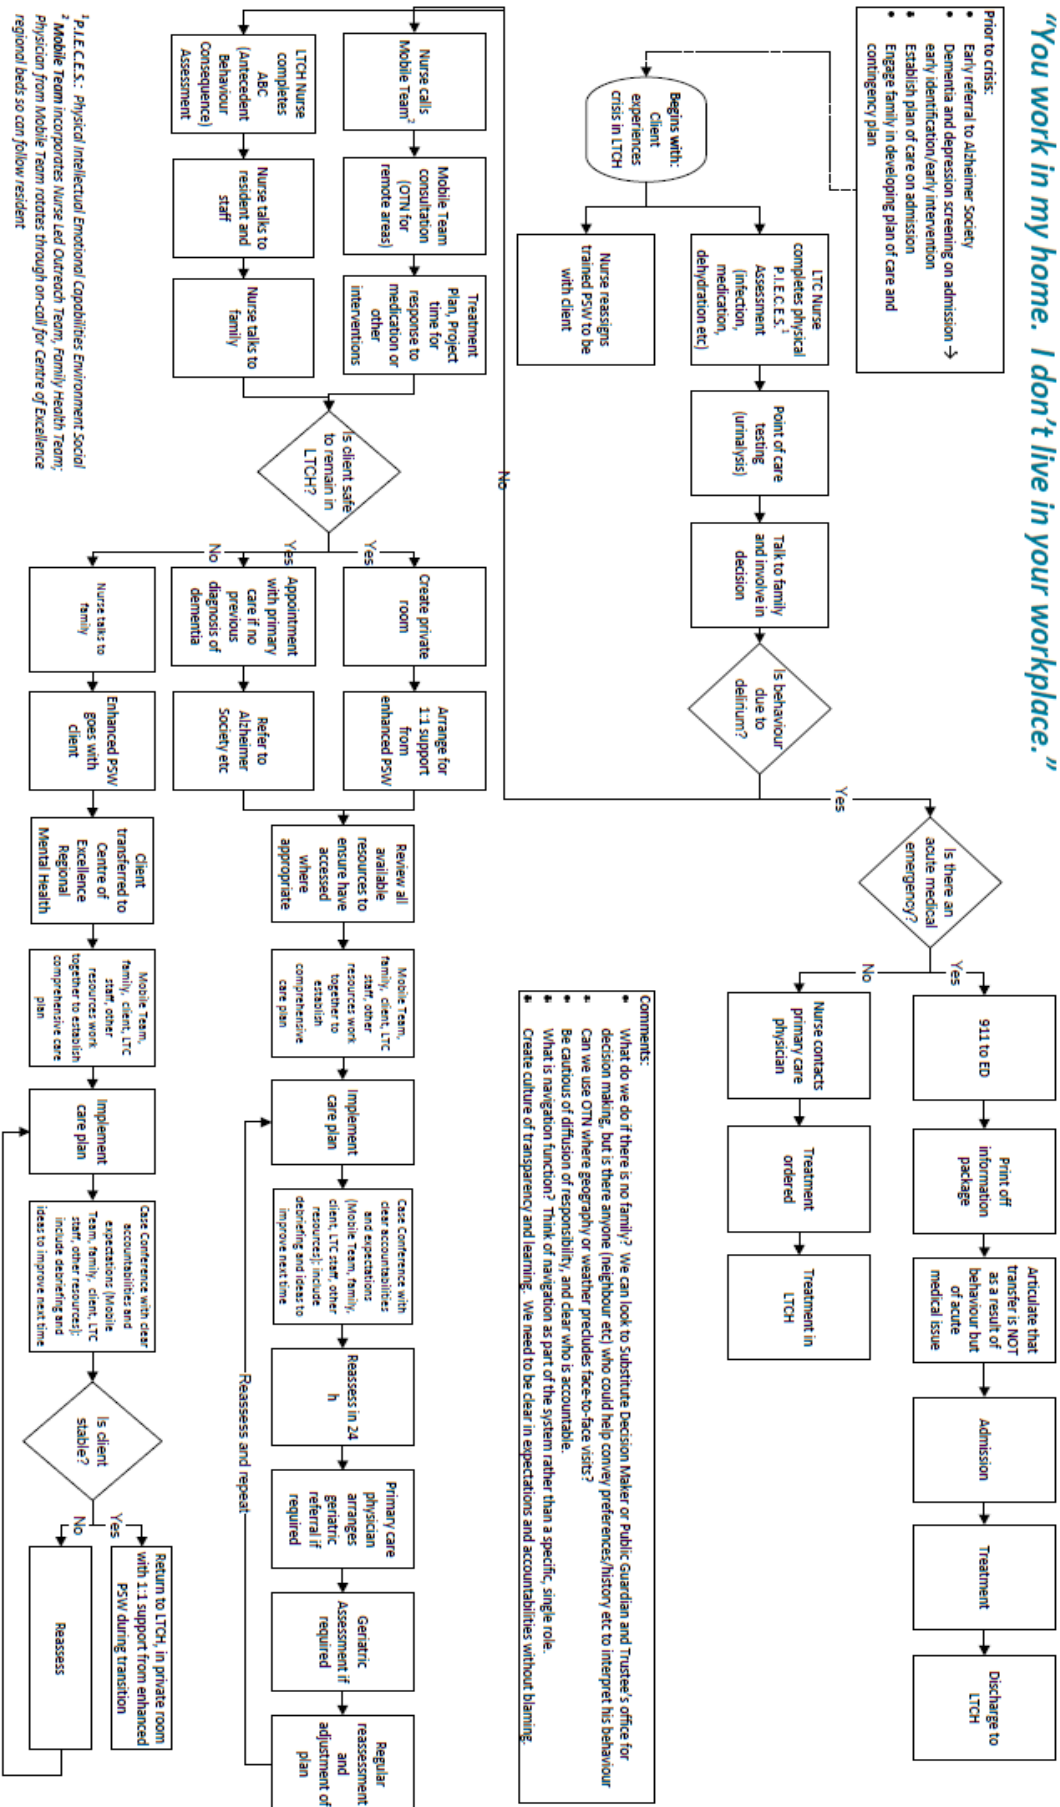 “You work in my home.  I don’t live in your workplace.”
Prior to crisis:
• Early referral to Alzheimer Society
• Dementia and depression screening on admission →
early identification/early intervention
• Establish plan of care on admission
• Engage family in developing plan of care and
contingency plan
Begins with:
Client
experiences
crisis in LTCH
LTC Nurse
completes physical
P.I.E.C.E.S.¹
Assessment
(infection,
medication,
dehydration etc)
Point of care
testing
(urinalysis)
Talk to family
and involve in
decision
Is behaviour
due to
delirium?
Yes
No
Nurse reassigns
trained PSW to be
with client
Is there an
acute medical
emergency?
Yes
No
911 to ED
Print off
information
package
Articulate that
transfer is NOT
as a result of
behaviour but
of acute
medical issue
Admission
Treatment
Discharge to
LTCH
Nurse contacts
primary care
physician
Treatment
ordered
Treatment in
LTCH
Comments:
• What do we do if there is no family?  We can look to Substitute Decision Maker or Public Guardian and Trustee’s office for
decision making, but is there anyone (neighbour etc) who could help convey preferences/history etc to interpret his behaviour
• Can we use OTN where geography or weather precludes face-to-face visits?
• Be cautious of diffusion of responsibility, and clear who is accountable.
• What is navigation function?  Think of navigation as part of the system rather than a specific, single role.
• Create culture of transparency and learning.  We need to be clear in expectations and accountabilities without blaming.
Nurse calls
Mobile Team²
Mobile Team
consultation
(OTN for
remote areas)
Treatment
Plan, Project
time for
response to
medication or
other
interventions
LTCH Nurse
completes
ABC
(Antecedent
Behaviour
Consequence)
Assessment
Nurse talks to
resident and
staff
Nurse talks to
family
Is client safe
to remain in
LTCH?
Yes
Yes
No
Create private
room
Arrange for
1:1 support
from
enhanced PSW
Appointment
with primary
care if no
previous
diagnosis of
dementia
Refer to
Alzheimer
Society etc
Review all
available
resources to
ensure have
accessed
where
appropriate
Mobile Team,
family, client, LTC
staff, other
resources work
together to
establish
comprehensive
care plan
Implement
care plan
Case Conference with
clear accountabilities
and expectations
(Mobile Team, family,
client, LTC staff, other
resources); include
debriefing and ideas to
improve next time
Reassess in 24
h
Primary care
physician
arranges
geriatric
referral if
required
Geriatric
Assessment if
required
Regular
reassessment
and
adjustment of
plan
Reassess and repeat
Nurse talks to
family
Enhanced PSW
goes with
client
Client
transferred to
Centre of
Excellence
Regional
Mental Health
Mobile Team,
family, client, LTC
staff, other
resources work
together to establish
comprehensive care
plan
Implement
care plan
Case Conference with clear
accountabilities and
expectations (Mobile
Team, family, client, LTC
staff, other resources);
include debriefing and
ideas to improve next time
Is client
stable?
Yes
No
Return to LTCH, in private room
with 1:1 support from enhanced
PSW during transition
Reassess
¹P.I.E.C.E.S.:  Physical Intellectual Emotional Capabilities Environment Social
² Mobile Team incorporates Nurse Led Outreach Team, Family Health Team;
Physician from Mobile Team rotates through on-call for Centre of Excellence
regional beds so can follow resident